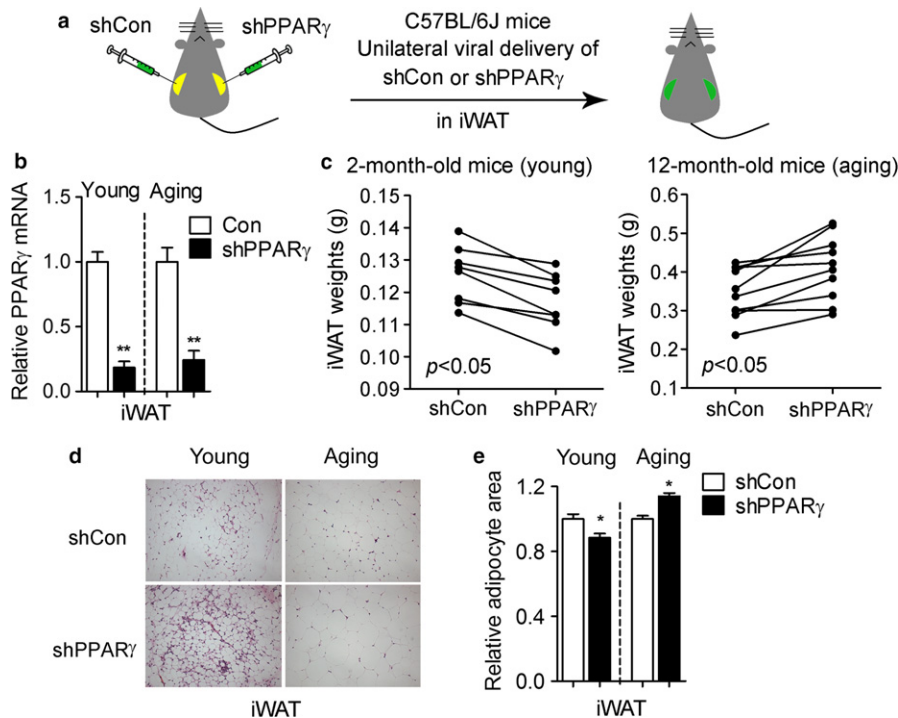 a
shCon
shPPARγ
C57BL/6J mice
Unilateral viral delivery of
shCon or shPPARγ
in iWAT
b
Relative PPARγ mRNA
1.5
1.0
0.5
0.0
Young
Aging
Con
shPPARγ
**
**
iWAT
c
2-month-old mice (young)
iWAT weights (g)
0.15
0.14
0.13
0.12
0.11
0.10
0.09
p<0.05
shCon
shPPARγ
12-month-old mice (aging)
iWAT weights (g)
0.6
0.5
0.4
0.3
0.2
0.1
p<0.05
shCon
shPPARγ
d
Young
Aging
shCon
shPPARγ
iWAT
e
Relative adipocyte area
1.2
0.8
0.4
0.0
Young
Aging
*
*
shCon
shPPARγ
iWAT